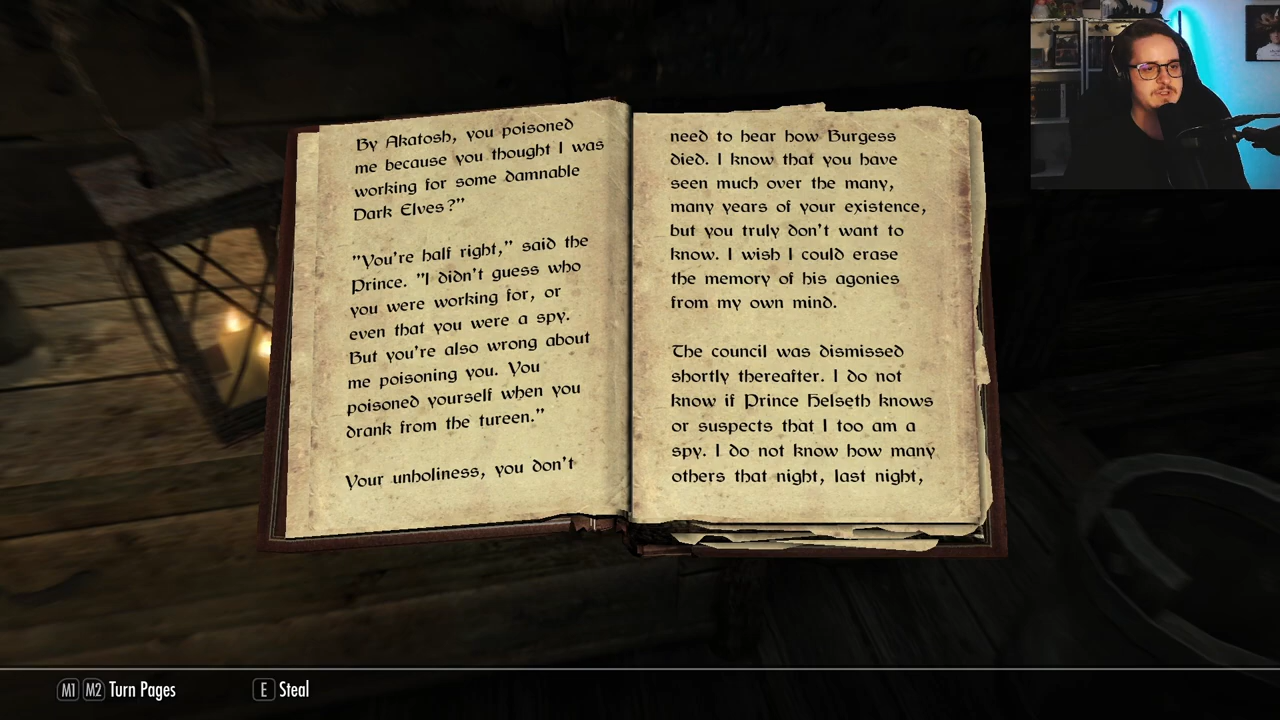 By Akatosh, you poisoned
me because you thought I was
working for some damnable
Dark Elves?"
"You're half right," said the
Prince. "I didn't guess who
you were working for, or
even that you were a spy.
But you're also wrong about
me poisoning you. You
poisoned yourself when you
drank from the tureen."
Your unholiness, you don't
need to hear how Burgess
died. I know that you have
seen much over the many,
many years of your existence,
but you truly don't want to
know. I wish I could erase
the memory of his agonies
from my own mind.
The council was dismissed
shortly thereafter. I do not
know if Prince Helseth knows
or suspects that I too am a
spy. I do not know how many
others that night, last night,
M1 M2 Turn Pages
E Steal